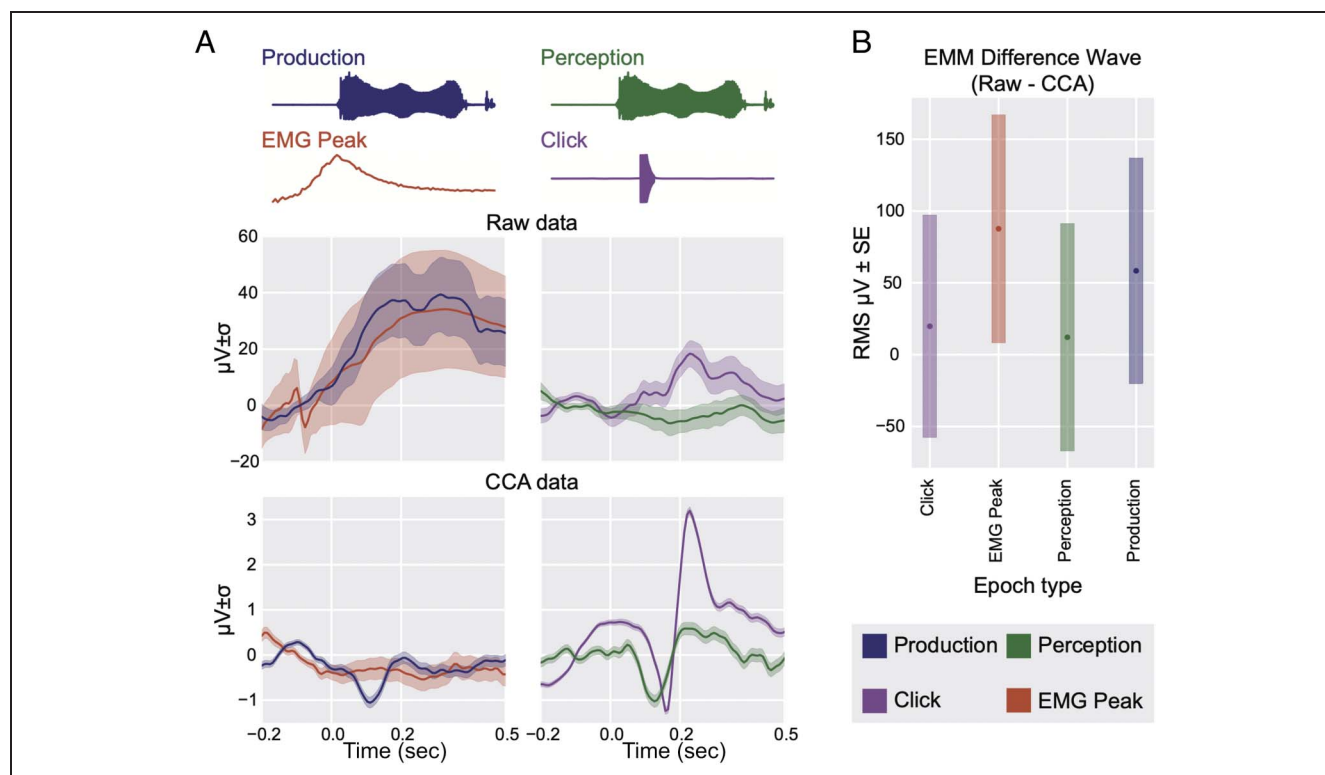 A
Production
Perception
EMG Peak
Click
Raw data
60
40
20
0
−20
μV±σ
CCA data
3
2
1
0
−1
μV±σ
−0.2 0.0 0.2 0.5
−0.2 0.0 0.2 0.5
Time (sec)
Time (sec)
B
EMM Difference Wave
(Raw - CCA)
150
100
50
0
−50
RMS μV ± SE
Click
EMG Peak
Perception
Production
Epoch type
Production
Perception
Click
EMG Peak